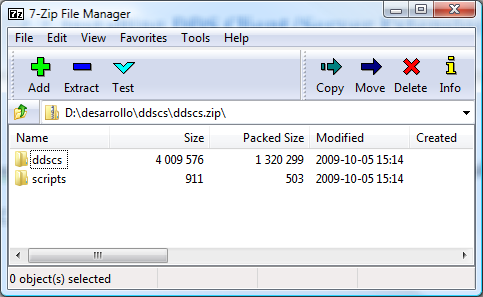 7z 7-Zip File Manager
File Edit View Favorites Tools Help
Add Extract Test Copy Move Delete Info
D:\desarrollo\ddscs\ddscs.zip\
Name Size Packed Size Modified Created
ddscs 4 009 576 1 320 299 2009-10-05 15:14
scripts 911 503 2009-10-05 15:14
0 object(s) selected